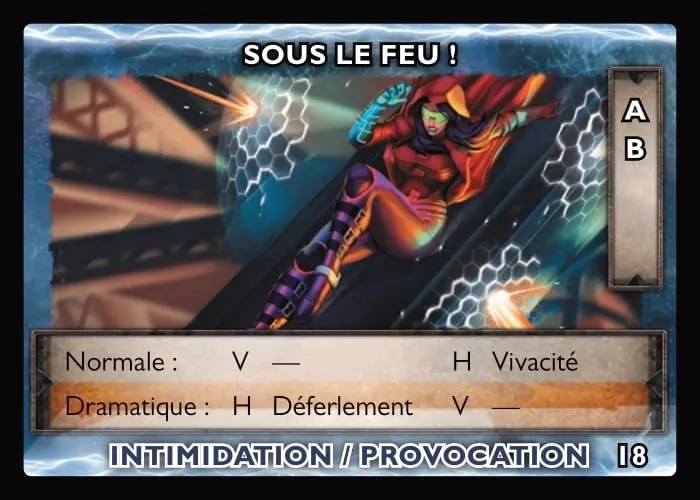 SOUS LE FEU !
A
B
Normale : V — H Vivacité
Dramatique : H Déferlement V —
INTIMIDATION / PROVOCATION 18